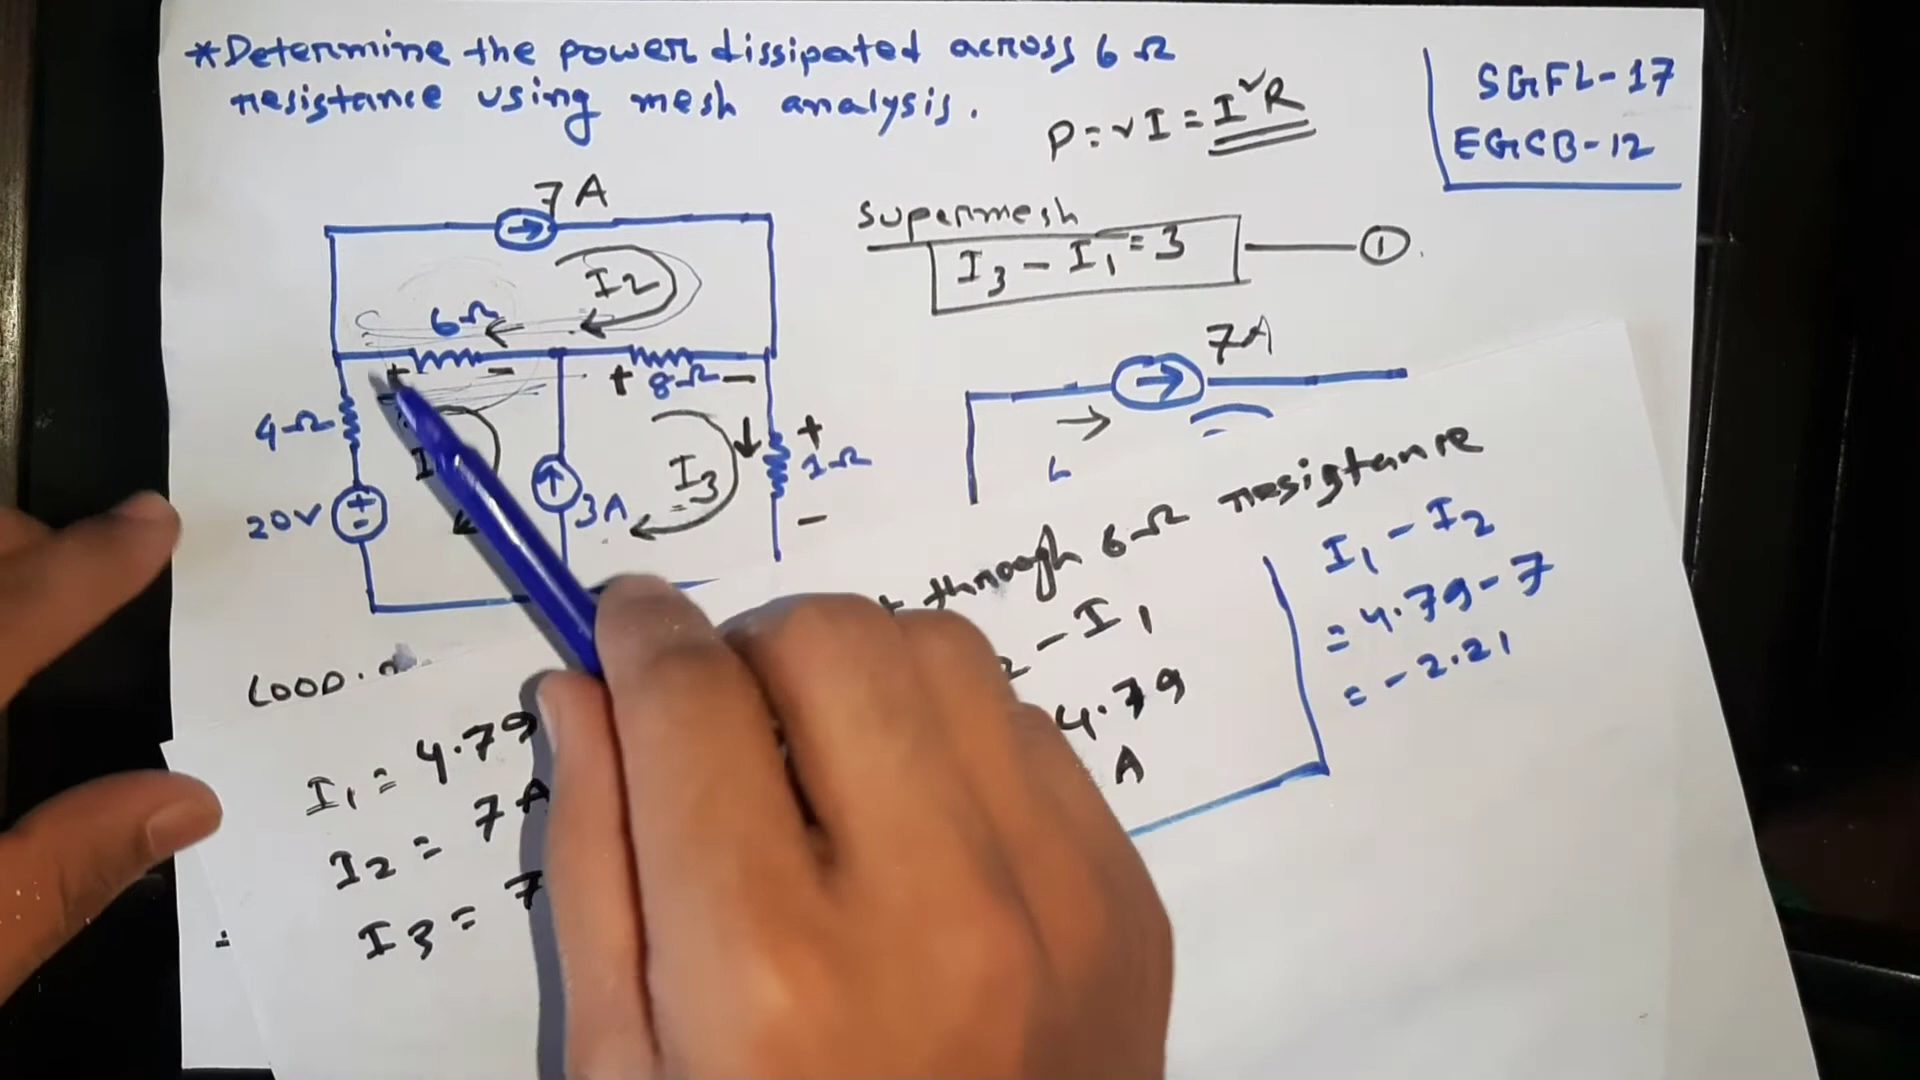 *Determine the power dissipated across 6Ω
resistance using mesh analysis.
P=VI=I²R
SGFL-17
EGCB-12
7A
I2
6Ω
+ -
+ 8Ω -
4Ω
20V
+
-
3A
I3
+
1Ω
-
Supermesh
I3-I1=3
①
7A
through 6Ω resistance
-I1
4.79
A
I1-I2
=4.79-7
=-2.21
Loop
I1=4.79
I2=7A
I3=7